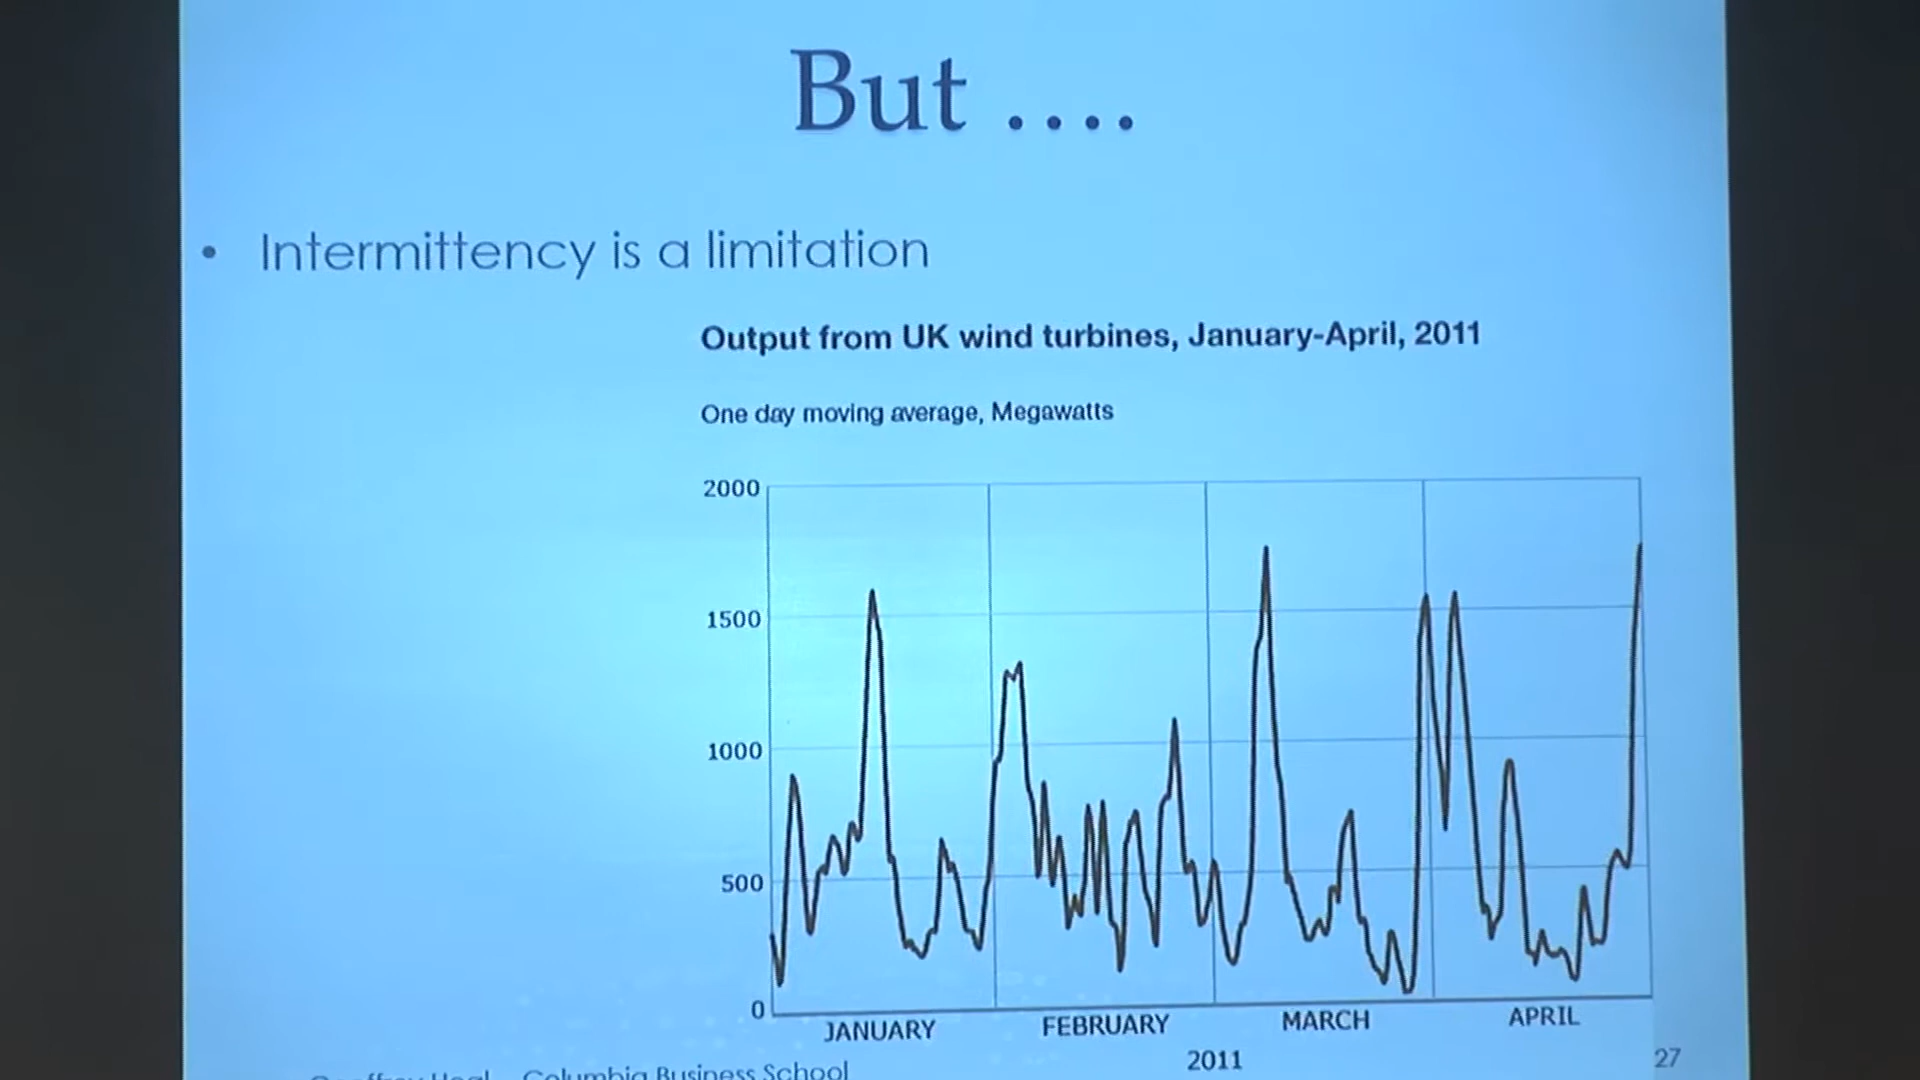 But ....
• Intermittency is a limitation
Output from UK wind turbines, January-April, 2011
One day moving average, Megawatts
2000
1500
1000
500
0
JANUARY FEBRUARY MARCH APRIL
2011
Columbia Business School
27